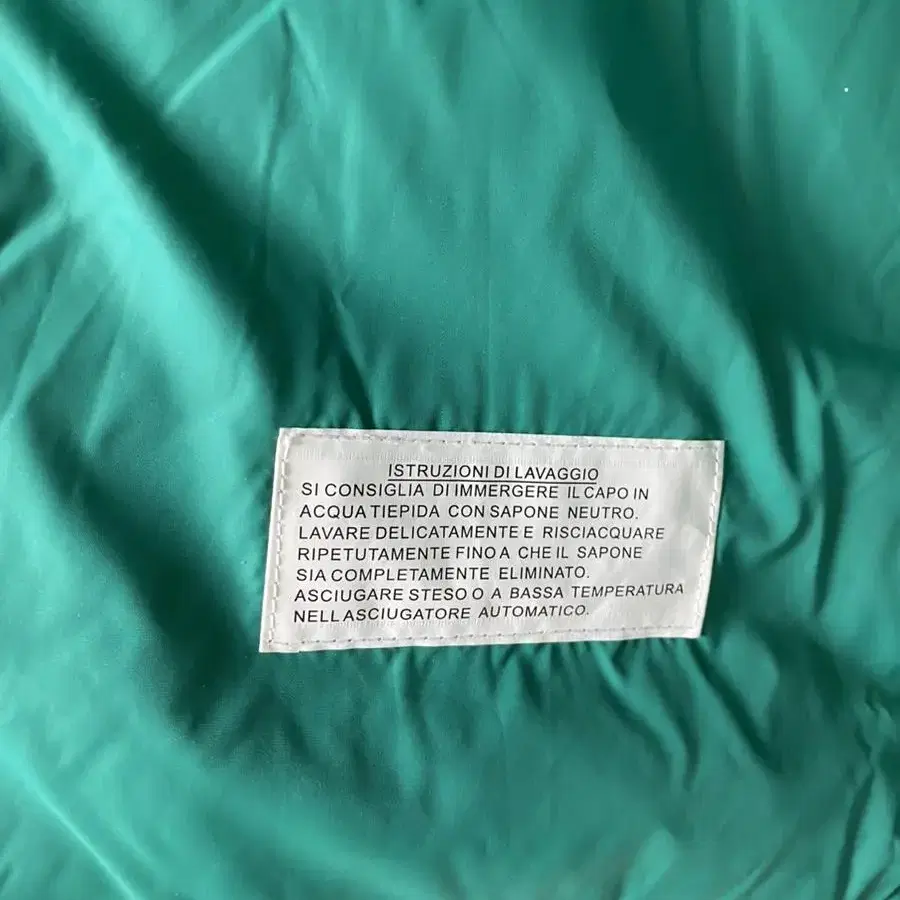 ISTRUZIONI DI LAVAGGIO
SI CONSIGLIA DI IMMERGERE IL CAPO IN
ACQUA TIEPIDA CON SAPONE NEUTRO.
LAVARE DELICATAMENTE E RISCIACQUARE
RIPETUTAMENTE FINO A CHE IL SAPONE
SIA COMPLETAMENTE ELIMINATO.
ASCIUGARE STESO O A BASSA TEMPERATURA
NELL ASCIUGATORE AUTOMATICO.